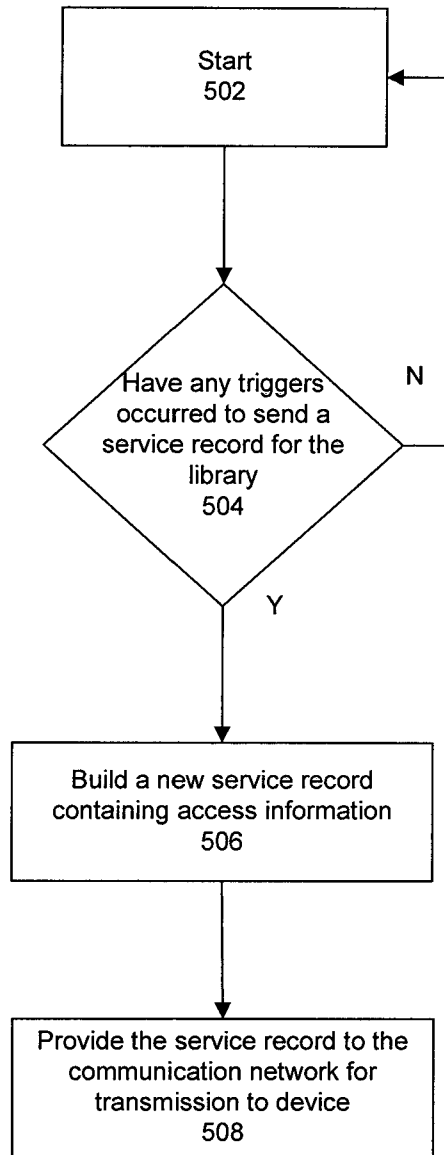 Start
502
Have any triggers
occurred to send a
service record for the
library
504
N
Y
Build a new service record
containing access information
506
Provide the service record to the
communication network for
transmission to device
508